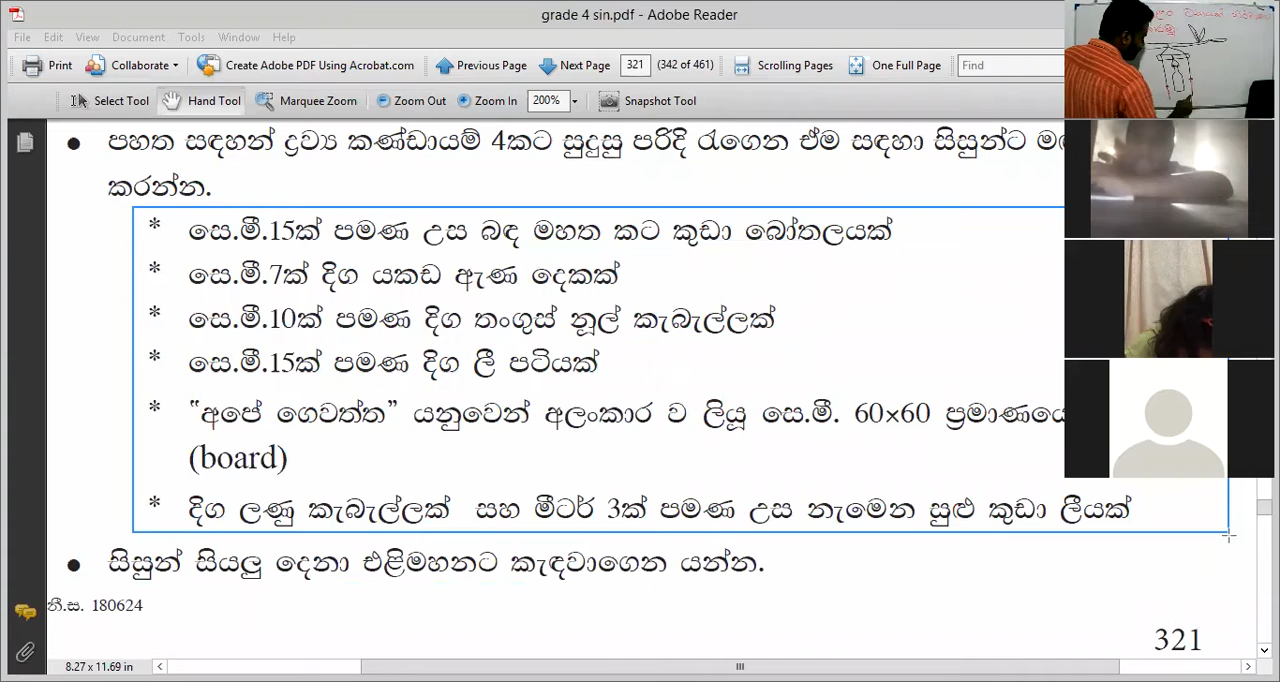 grade 4 sin.pdf - Adobe Reader
File Edit View Document Tools Window Help
Print Collaborate Create Adobe PDF Using Acrobat.com Previous Page Next Page 321 (342 of 461) Scrolling Pages One Full Page Find
Select Tool Hand Tool Marquee Zoom Zoom Out Zoom In 200% Snapshot Tool
● පහත සඳහන් ද්‍රව්‍ය කණ්ඩායම් 4කට සුදුසු පරිදි රැගෙන ඒම සඳහා සිසුන්ට
කරන්න.
* සෙ.මී.15ක් පමණ උස බඳ මහත කට කුඩා බෝතලයක්
* සෙ.මී.7ක් දිග යකඩ ඇණ දෙකක්
* සෙ.මී.10ක් පමණ දිග තංගුස් නූල් කැබැල්ලක්
* සෙ.මී.15ක් පමණ දිග ලී පටියක්
* “අපේ ගෙවත්ත” යනුවෙන් අලංකාර ව ලියූ සෙ.මී. 60×60
(board)
* දිග ලණු කැබැල්ලක් සහ මීටර් 3ක් පමණ උස නැමෙන සුළු කුඩා ලීයක්
● සිසුන් සියලු දෙනා එළිමහනට කැඳවාගෙන යන්න.
නී.ස. 180624
321
8.27 x 11.69 in